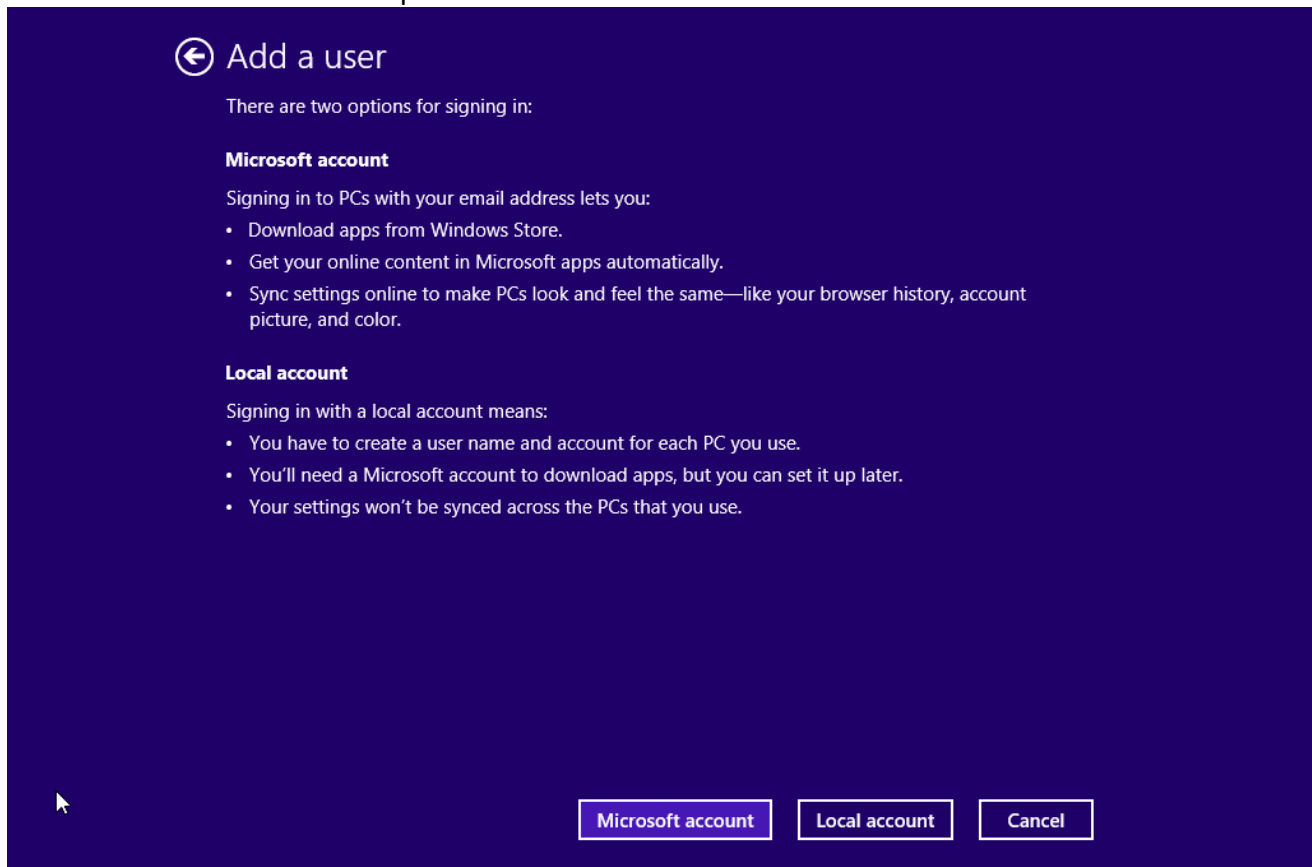 Add a user
There are two options for signing in:
Microsoft account
Signing in to PCs with your email address lets you:
• Download apps from Windows Store.
• Get your online content in Microsoft apps automatically.
• Sync settings online to make PCs look and feel the same—like your browser history, account
picture, and color.
Local account
Signing in with a local account means:
• You have to create a user name and account for each PC you use.
• You’ll need a Microsoft account to download apps, but you can set it up later.
• Your settings won’t be synced across the PCs that you use.
Microsoft account Local account Cancel